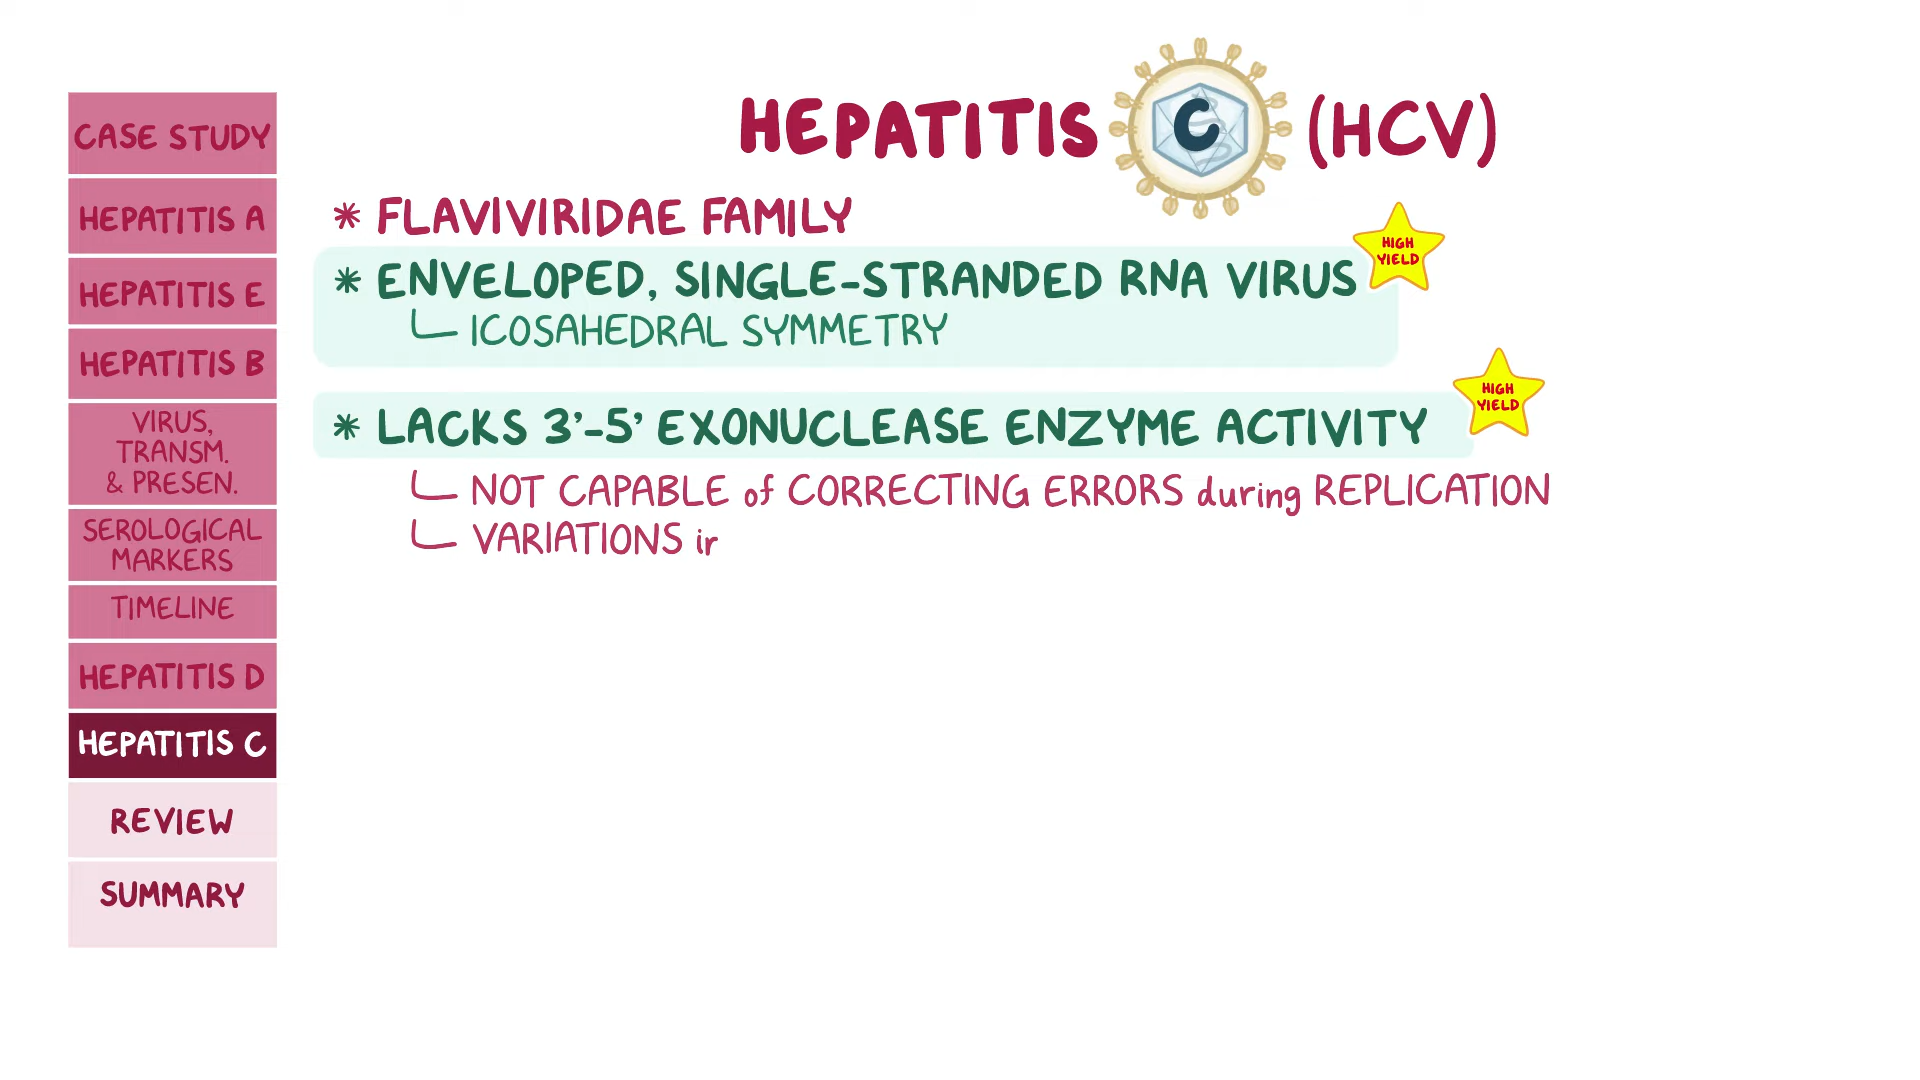 CASE STUDY
HEPATITIS A
HEPATITIS E
HEPATITIS B
VIRUS,
TRANSM.
& PRESEN.
SEROLOGICAL
MARKERS
TIMELINE
HEPATITIS D
HEPATITIS C
REVIEW
SUMMARY
HEPATITIS C (HCV)
* FLAVIVIRIDAE FAMILY
* ENVELOPED, SINGLE-STRANDED RNA VIRUS
HIGH
YIELD
ICOSAHEDRAL SYMMETRY
* LACKS 3'-5' EXONUCLEASE ENZYME ACTIVITY
HIGH
YIELD
NOT CAPABLE of CORRECTING ERRORS during REPLICATION
VARIATIONS